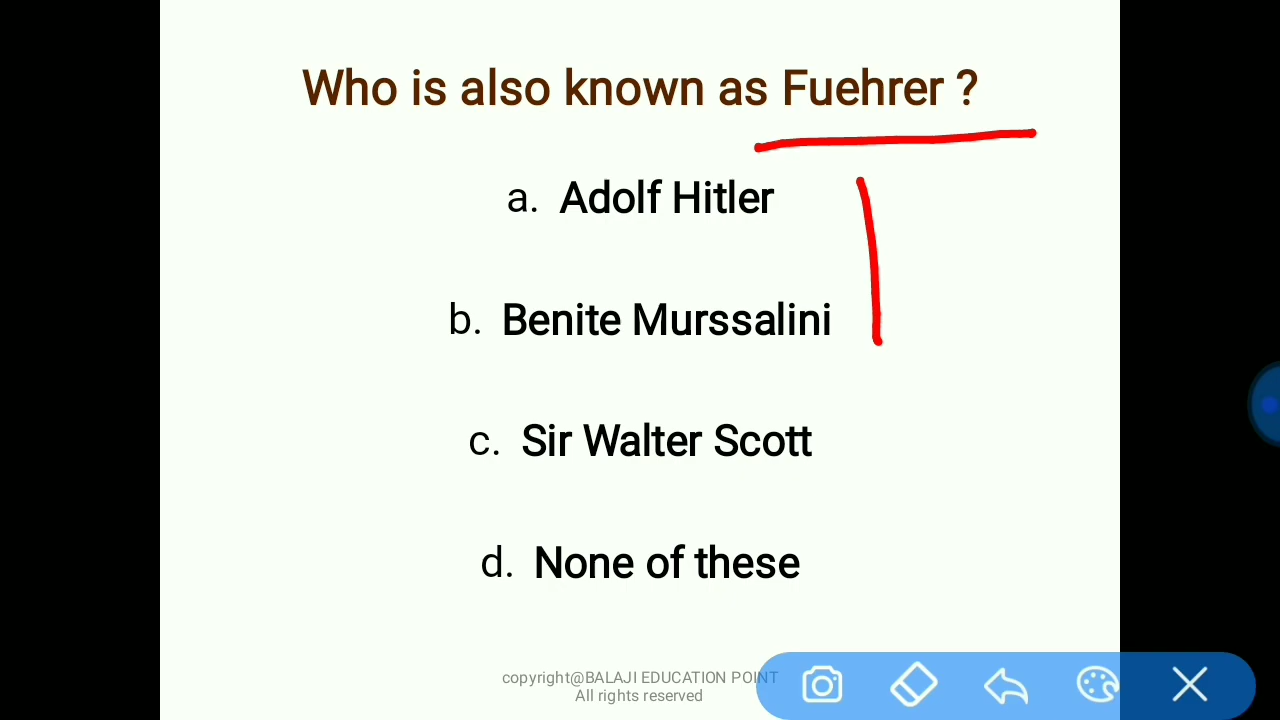 Who is also known as Fuehrer ?
a. Adolf Hitler
b. Benite Murssalini
c. Sir Walter Scott
d. None of these
copyright@BALAJI EDUCATION POINT
All rights reserved